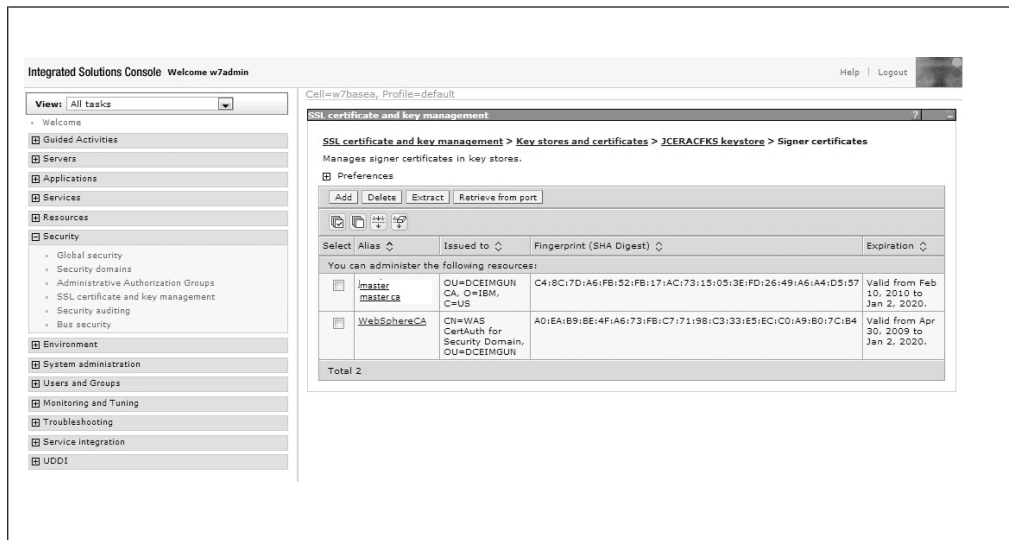 Integrated Solutions Console Welcome w7admin
Help | Logout
View: All tasks
Welcome
Guided Activities
Servers
Applications
Services
Resources
Security
Global security
Security domains
Administrative Authorization Groups
SSL certificate and key management
Security auditing
Bus security
Environment
System administration
Users and Groups
Monitoring and Tuning
Troubleshooting
Service integration
UDDI
Cell=w7basea, Profile=default
SSL certificate and key management ? -
SSL certificate and key management > Key stores and certificates > JCERACFKS keystore > Signer certificates
Manages signer certificates in key stores.
Preferences
Add Delete Extract Retrieve from port
Select Alias Issued to Fingerprint (SHA Digest) Expiration
You can administer the following resources:
master
master ca
OU=DCEIMGUN
CA, O=IBM,
C=US
C4:8C:7D:A6:FB:52:FB:17:AC:73:15:05:3E:FD:26:49:A6:A4:D5:57
Valid from Feb
10, 2010 to
Jan 2, 2020.
WebSphereCA
CN=WAS
CertAuth for
Security Domain,
OU=DCEIMGUN
A0:EA:B9:BE:4F:A6:73:FB:C7:71:98:C3:33:E5:EC:C0:A9:B0:7C:B4
Valid from Apr
30, 2009 to
Jan 2, 2020.
Total 2